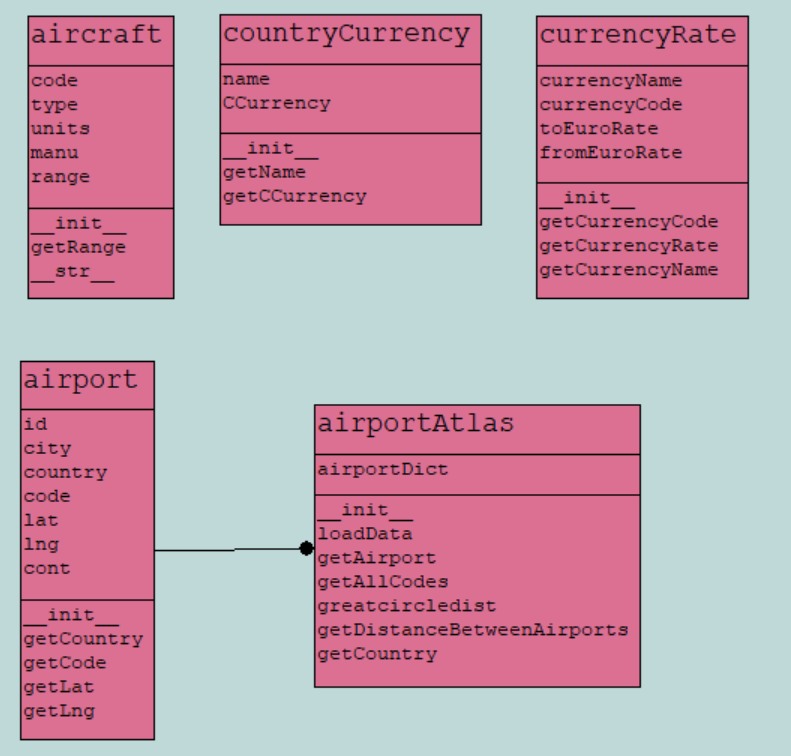 aircraft
code
type
units
manu
range
__init__
getRange
__str__
countryCurrency
name
CCurrency
__init__
getName
getCCurrency
currencyRate
currencyName
currencyCode
toEuroRate
fromEuroRate
__init__
getCurrencyCode
getCurrencyRate
getCurrencyName
airport
id
city
country
code
lat
lng
cont
__init__
getCountry
getCode
getLat
getLng
airportAtlas
airportDict
__init__
loadData
getAirport
getAllCodes
greatcircledist
getDistanceBetweenAirports
getCountry